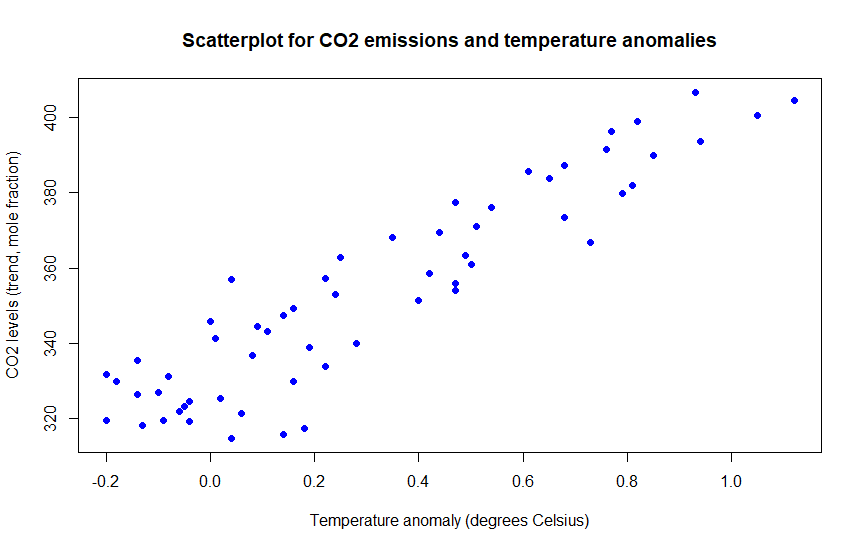 Scatterplot for CO2 emissions and temperature anomalies
CO2 levels (trend, mole fraction)
400
380
360
340
320
-0.2 0.0 0.2 0.4 0.6 0.8 1.0
Temperature anomaly (degrees Celsius)